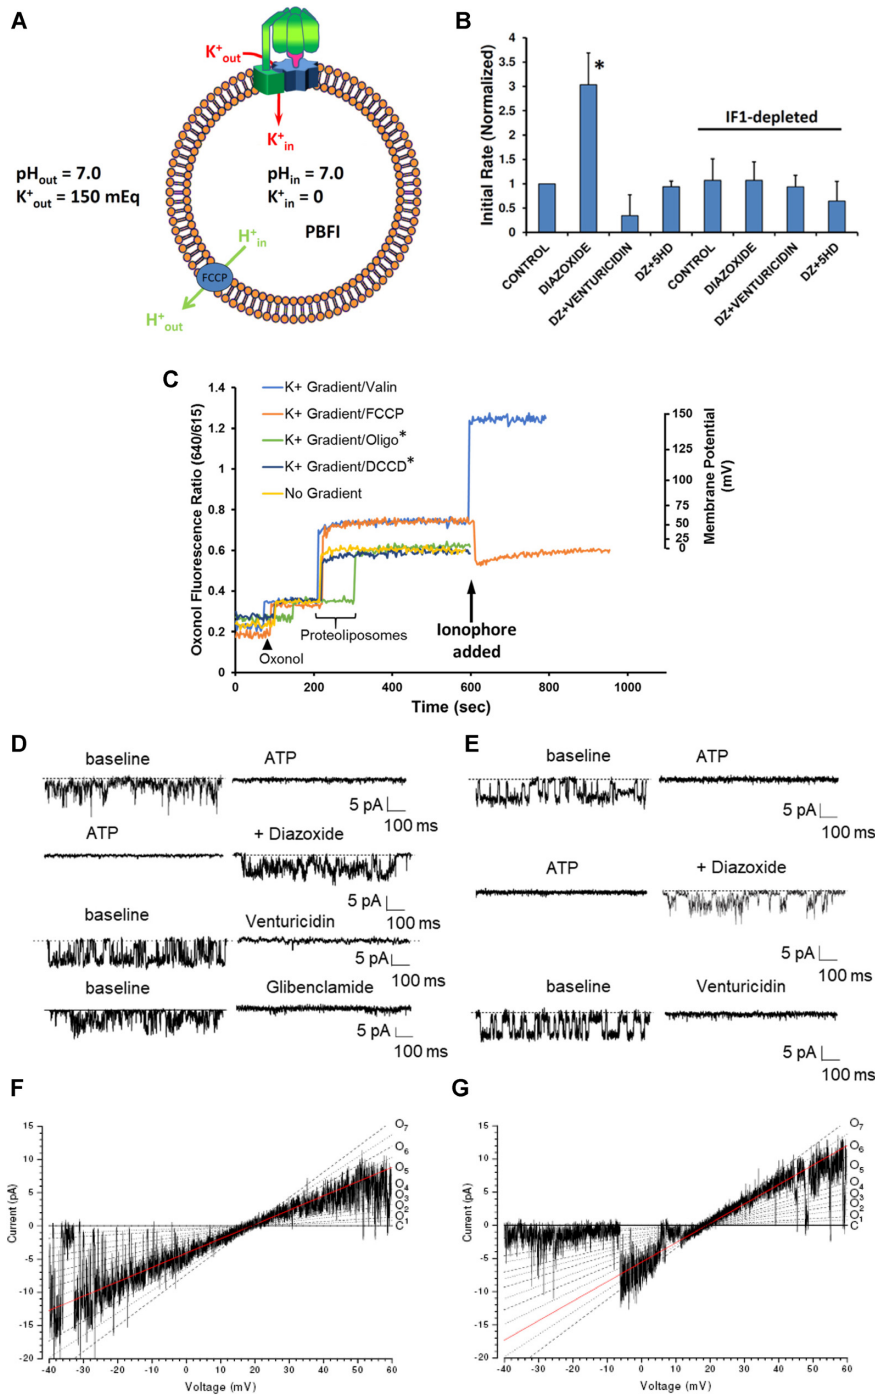 A
K⁺out
K⁺in
pHout = 7.0
K⁺out = 150 mEq
pHin = 7.0
K⁺in = 0
PBFI
H⁺in
FCCP
H⁺out
B
Initial Rate (Normalized)
4
3.5
3
2.5
2
1.5
1
0.5
0
*
IF1-depleted
CONTROL
DIAZOXIDE
DZ+VENTURICIDIN
DZ+5HD
CONTROL
DIAZOXIDE
DZ+VENTURICIDIN
DZ+5HD
C
Oxonol Fluorescence Ratio (640/615)
1.4
1.2
1
0.8
0.6
0.4
0.2
K+ Gradient/Valin
K+ Gradient/FCCP
K+ Gradient/Oligo*
K+ Gradient/DCCD*
No Gradient
150
125
100
75
50
25
0
Membrane Potential (mV)
Proteoliposomes
Oxonol
Ionophore added
0 200 400 600 800 1000
Time (sec)
D
baseline ATP
5 pA
100 ms
ATP + Diazoxide
5 pA
100 ms
baseline Venturicidin
5 pA
100 ms
baseline Glibenclamide
5 pA
100 ms
E
baseline ATP
5 pA
100 ms
ATP + Diazoxide
5 pA
100 ms
baseline Venturicidin
5 pA
100 ms
F
Current (pA)
15
10
5
0
-5
-10
-15
-20
O7
O6
O5
O4
O3
O2
O1
C
-40 -30 -20 -10 0 10 20 30 40 50 60
Voltage (mV)
G
Current (pA)
15
10
5
0
-5
-10
-15
-20
O7
O6
O5
O4
O3
O2
O1
C
-40 -30 -20 -10 0 10 20 30 40 50 60
Voltage (mV)